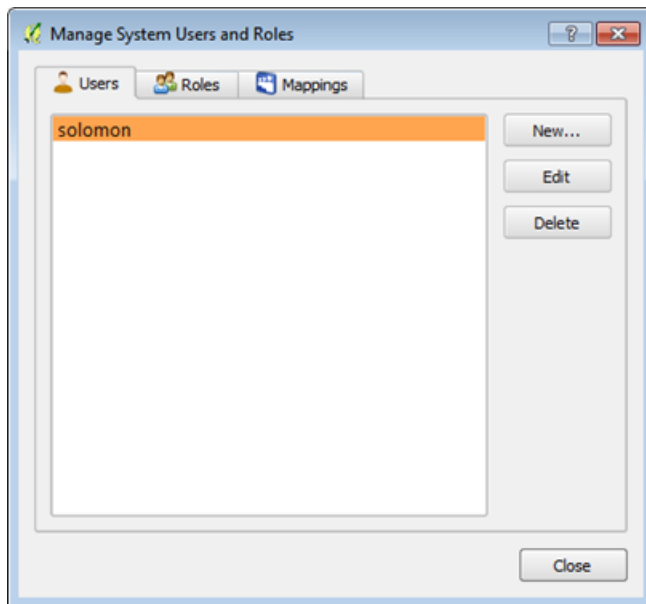 Manage System Users and Roles
Users Roles Mappings
solomon
New...
Edit
Delete
Close